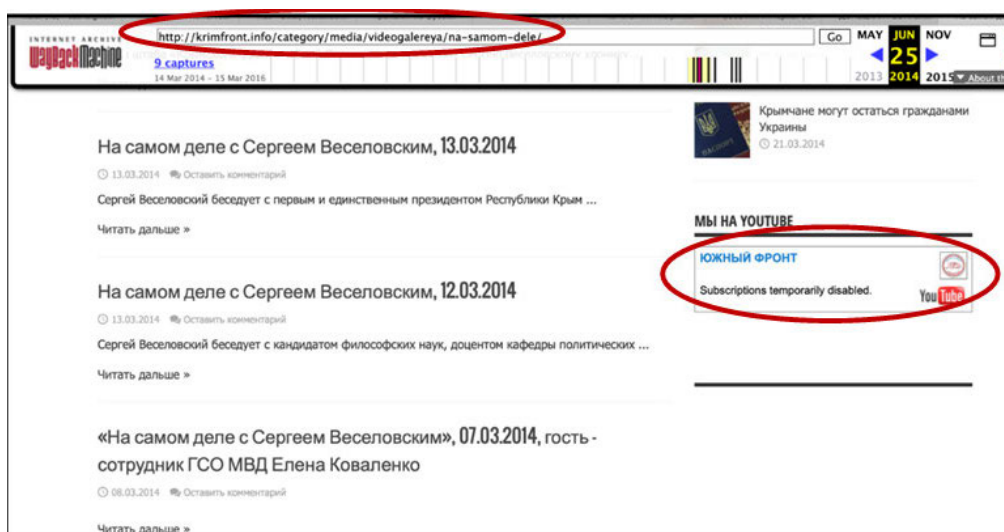 INTERNET ARCHIVE
WayBackMachine
http://krimfront.info/category/media/videogalereya/na-samom-dele/
Go
MAY JUN NOV
9 captures
25
14 Mar 2014 – 15 Mar 2016
2013 2014 2015
About th
Крымчане могут остаться гражданами
Украины
21.03.2014
На самом деле с Сергеем Веселовским, 13.03.2014
13.03.2014 Оставить комментарий
Сергей Веселовский беседует с первым и единственным президентом Республики Крым ...
Читать дальше »
МЫ НА YOUTUBE
ЮЖНЫЙ ФРОНТ
Subscriptions temporarily disabled.
YouTube
На самом деле с Сергеем Веселовским, 12.03.2014
13.03.2014 Оставить комментарий
Сергей Веселовский беседует с кандидатом философских наук, доцентом кафедры политических ...
Читать дальше »
«На самом деле с Сергеем Веселовским», 07.03.2014, гость -
сотрудник ГСО МВД Елена Коваленко
08.03.2014 Оставить комментарий
Читать дальше »